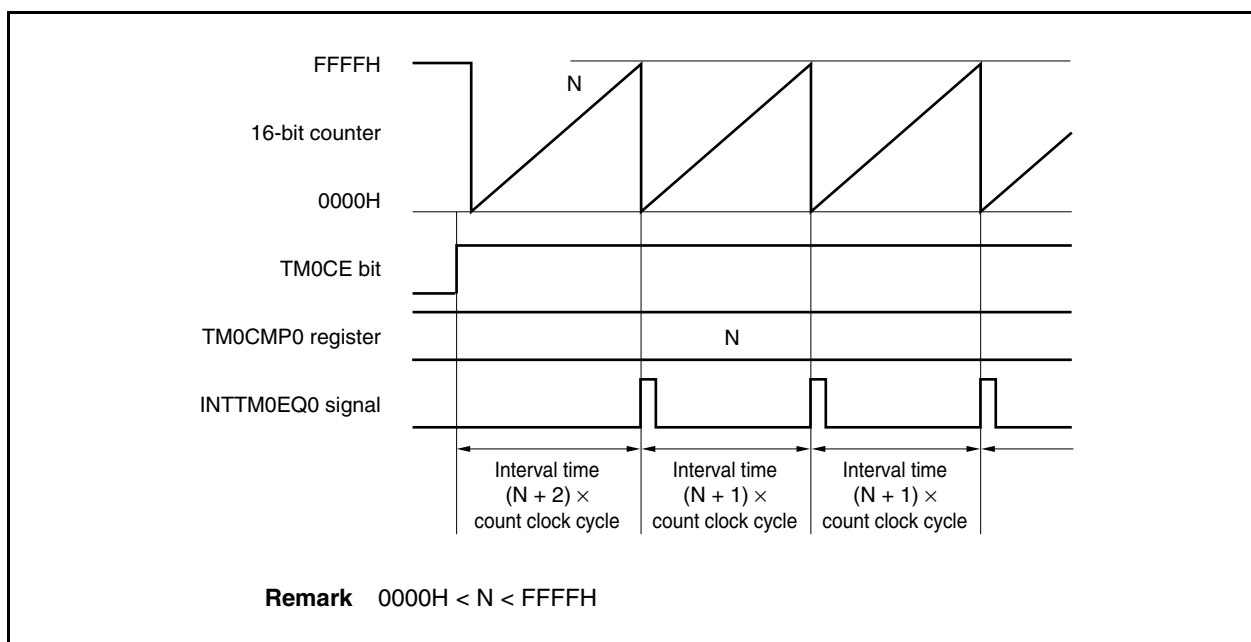 FFFFH
N
16-bit counter
0000H
TM0CE bit
TM0CMP0 register
N
INTTM0EQ0 signal
Interval time
(N + 2) ×
count clock cycle
Interval time
(N + 1) ×
count clock cycle
Interval time
(N + 1) ×
count clock cycle
Remark 0000H < N < FFFFH